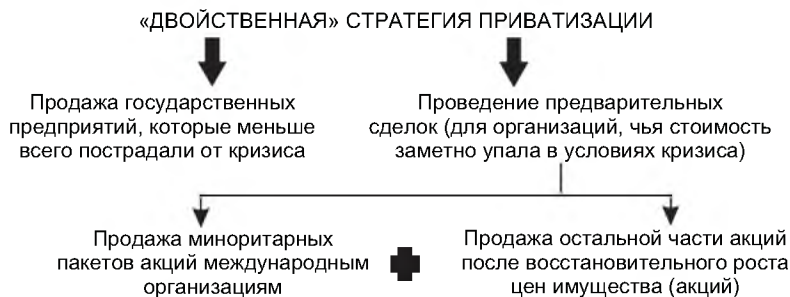 «ДВОЙСТВЕННАЯ» СТРАТЕГИЯ ПРИВАТИЗАЦИИ
Продажа государственных
предприятий, которые меньше
всего пострадали от кризиса
Проведение предварительных
сделок (для организаций, чья стоимость
заметно упала в условиях кризиса)
Продажа миноритарных
пакетов акций международным
организациям
Продажа остальной части акций
после восстановительного роста
цен имущества (акций)